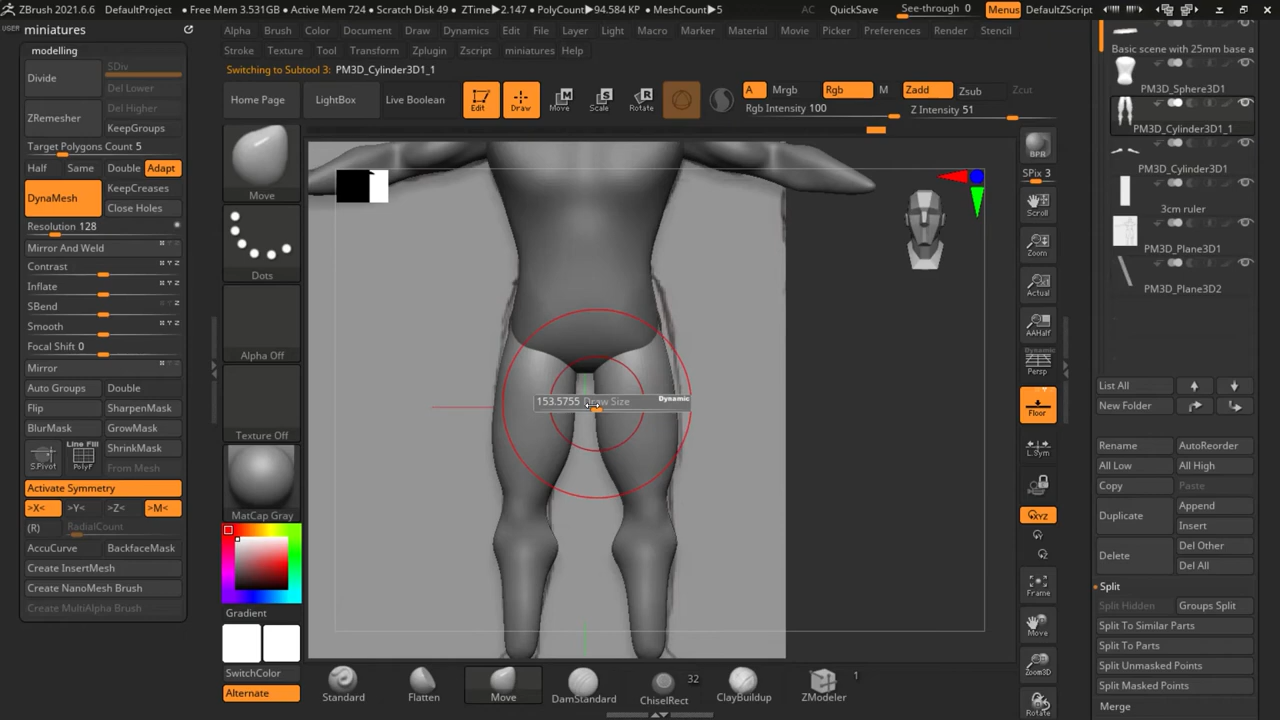 ZBrush 2021.6.6 DefaultProject • Free Mem 3.531GB • Active Mem 724 • Scratch Disk 49 • ZTime▶2.147 • PolyCount▶94.584 KP • MeshCount▶5 AC QuickSave See-through 0 Menus DefaultZScript
USER miniatures
Alpha Brush Color Document Draw Dynamics Edit File Layer Light Macro Marker Material Movie Picker Preferences Render Stencil
Stroke Texture Tool Transform Zplugin Zscript miniatures Help
Switching to Subtool 3: PM3D_Cylinder3D1_1
modelling
Divide
SDiv
Del Lower
Del Higher
ZRemesher
KeepGroups
Target Polygons Count 5
Half Same Double Adapt
DynaMesh
KeepCreases
Close Holes
Resolution 128
Mirror And Weld
Contrast
Inflate
SBend
Smooth
Focal Shift 0
Mirror
Auto Groups Double
Flip SharpenMask
BlurMask GrowMask
S.Pivot
Line Fill
PolyF
ShrinkMask
From Mesh
Activate Symmetry
>X< >Y< >Z< >M<
(R) RadialCount
AccuCurve BackfaceMask
Create InsertMesh
Create NanoMesh Brush
Create MultiAlpha Brush
Home Page LightBox Live Boolean Edit Draw Move Scale Rotate
A Mrgb Rgb M Zadd Zsub Zcut
Rgb Intensity 100 Z Intensity 51
Move
Dots
Alpha Off
Texture Off
MatCap Gray
Gradient
SwitchColor
Alternate
153.5755 Draw Size Dynamic
Standard Flatten Move DamStandard 32 ChiselRect ClayBuildup 1 ZModeler
BPR
SPix 3
Scroll
Zoom
Actual
AAHalf
Dynamic
Persp
Floor
L.Sym
XYZ
Frame
Move
Zoom3D
Rotate
Basic scene with 25mm base a
PM3D_Sphere3D1
PM3D_Cylinder3D1_1
PM3D_Cylinder3D1
3cm ruler
PM3D_Plane3D1
PM3D_Plane3D2
List All
New Folder
Rename AutoReorder
All Low All High
Copy Paste
Duplicate
Append
Insert
Delete
Del Other
Del All
Split
Split Hidden Groups Split
Split To Similar Parts
Split To Parts
Split Unmasked Points
Split Masked Points
Merge